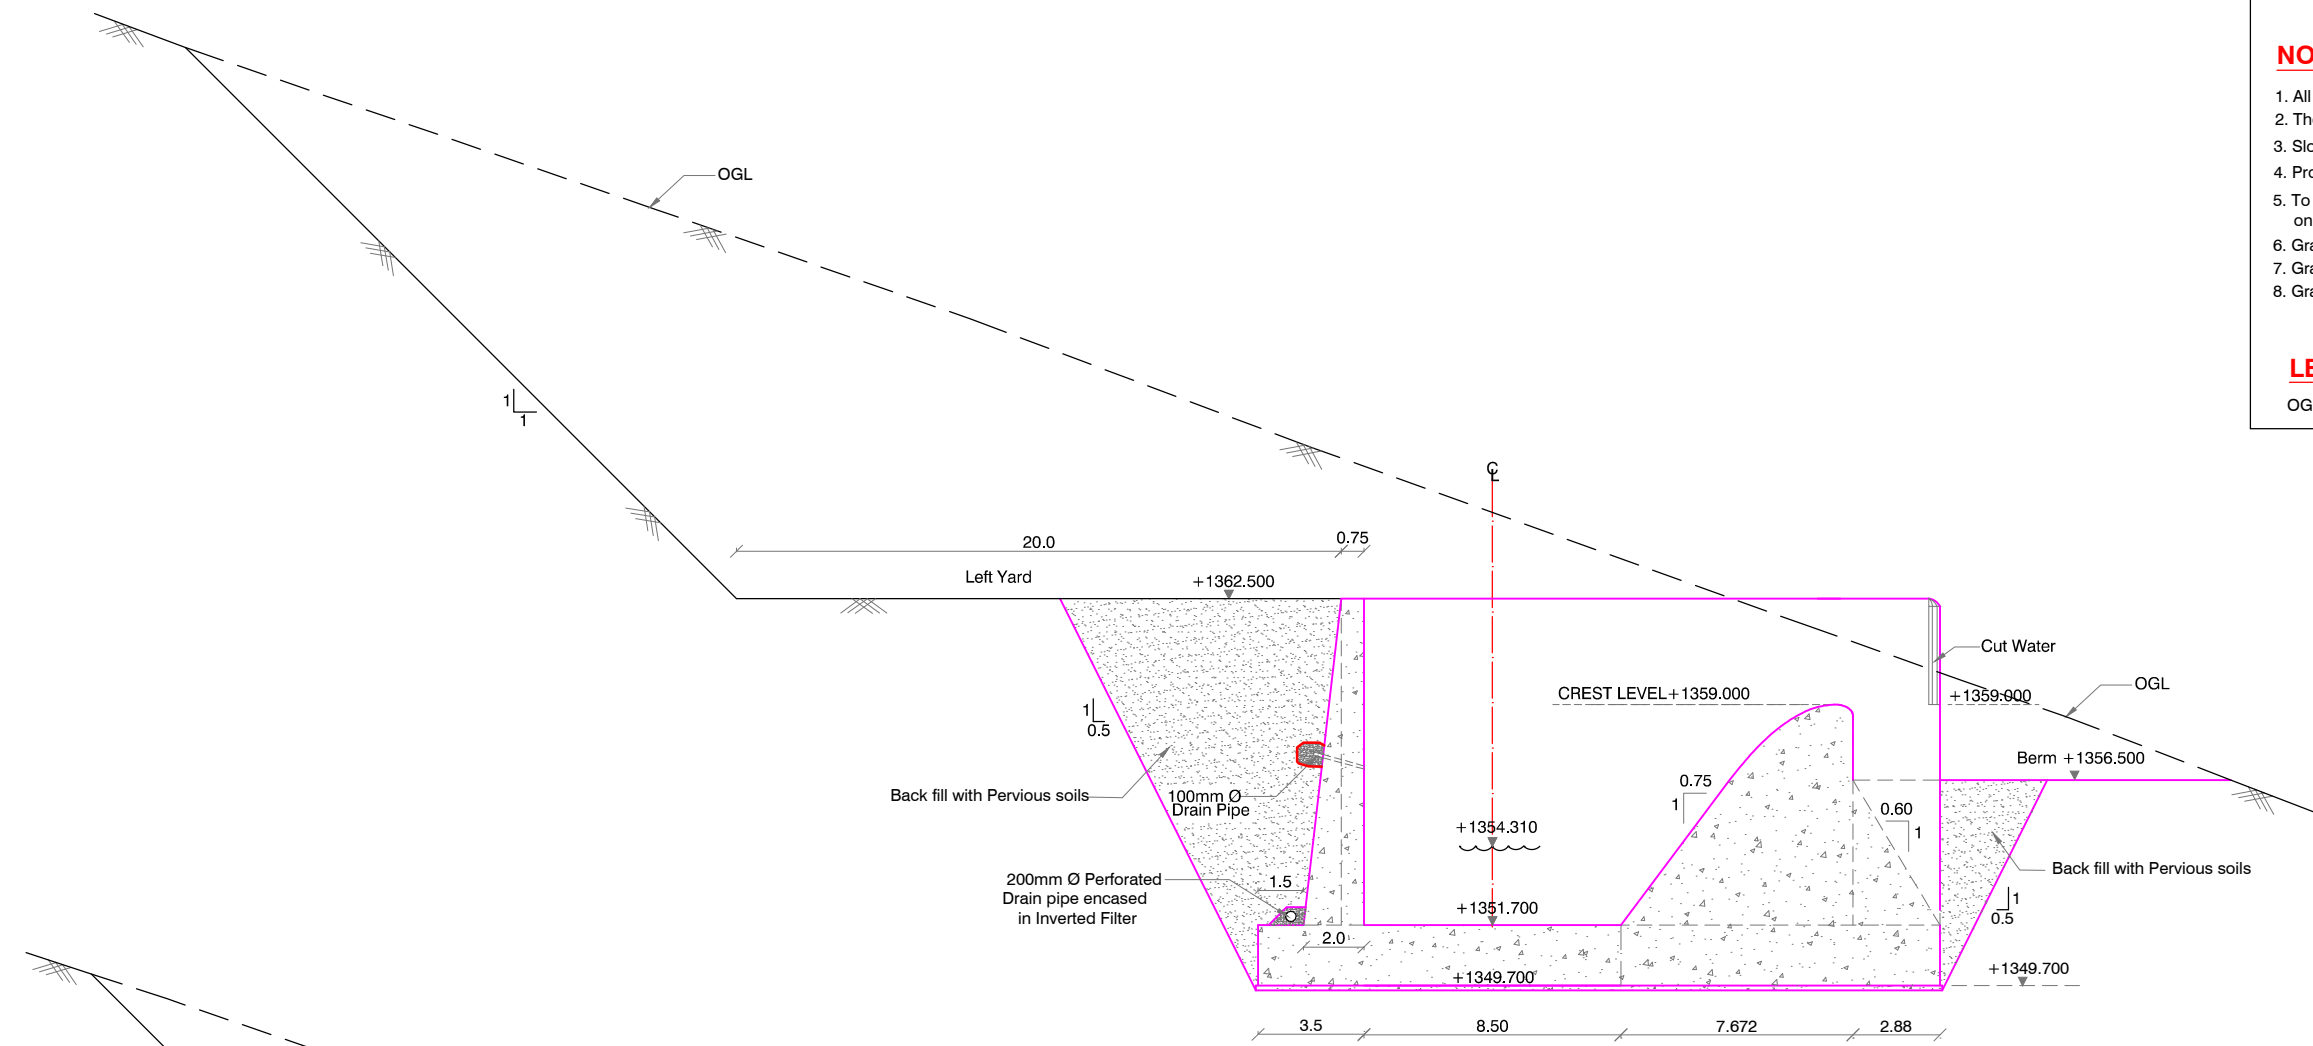 NO
1. All
2. The
3. Slo
4. Pro
5. To
on
6. Gra
7. Gra
8. Gra
LE
OG
OGL
1
1
CL
20.0
0.75
Left Yard
+1362.500
Cut Water
CREST LEVEL+1359.000
+1359.000
OGL
1
0.5
Berm +1356.500
0.75
1
Back fill with Pervious soils
100mm Ø
Drain Pipe
0.60
1
+1354.310
Back fill with Pervious soils
200mm Ø Perforated
Drain pipe encased
in Inverted Filter
1.5
+1351.700
1
0.5
2.0
+1349.700
+1349.700
3.5
8.50
7.672
2.88